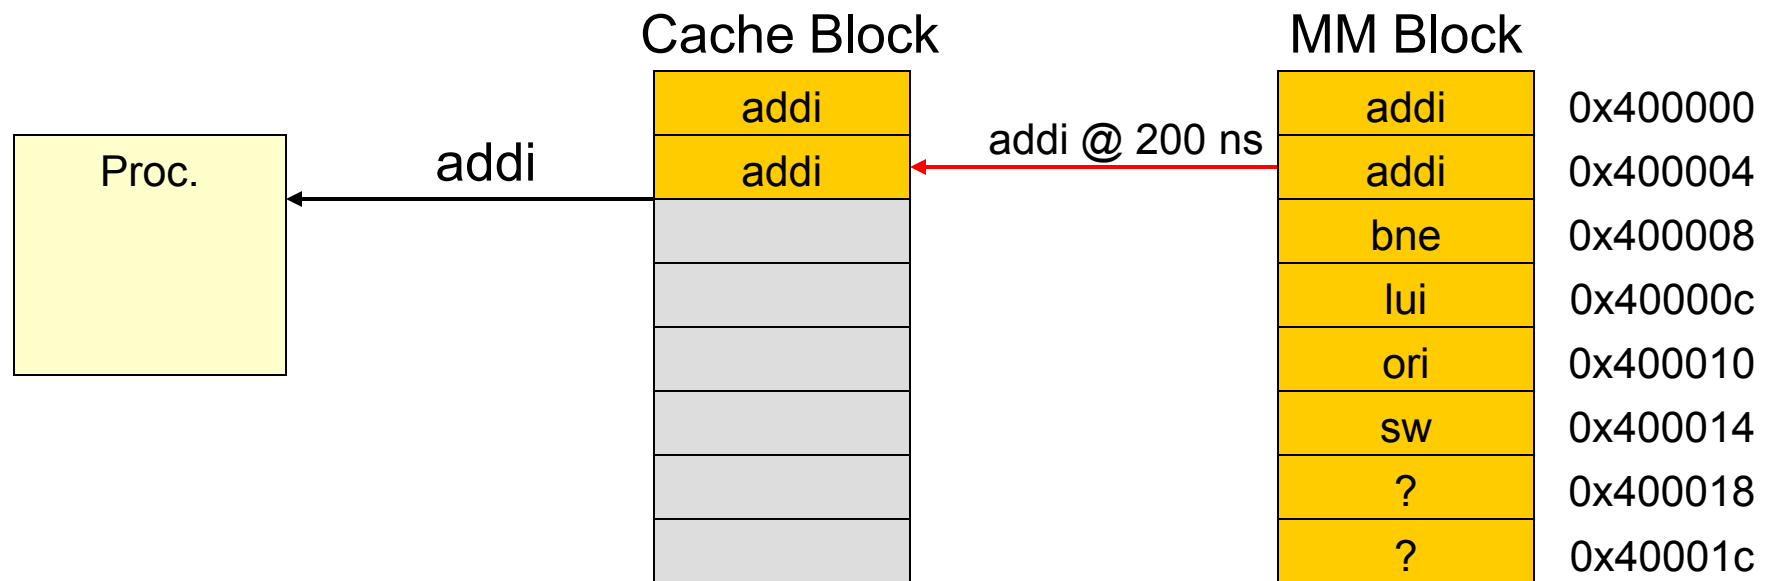 Cache Block MM Block
addi addi 0x400000
Proc. addi addi addi @ 200 ns addi 0x400004
bne 0x400008
lui 0x40000c
ori 0x400010
sw 0x400014
? 0x400018
? 0x40001c